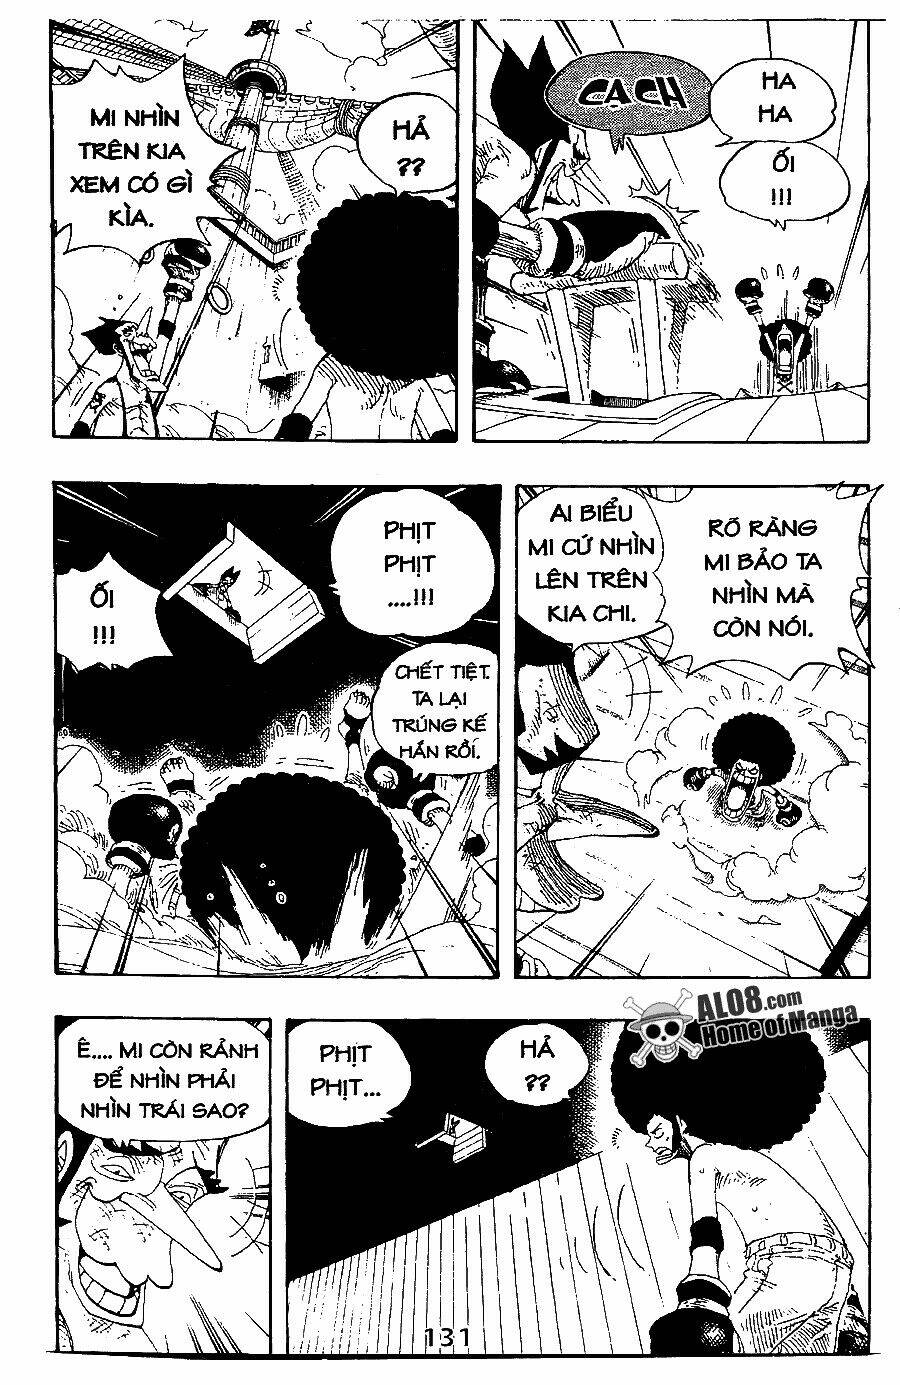 MI NHÌN
TRÊN KIA
XEM CÓ GÌ
KÌA.
HẢ
??
CẠCH
HA
HA
ỐI
!!!
PHỊT
PHỊT
....!!!
ỐI
!!!
CHẾT TIỆT.
TA LẠI
TRÚNG KẾ
HẮN RỒI.
AI BIỂU
MI CỨ NHÌN
LÊN TRÊN
KIA CHI.
RÕ RÀNG
MI BẢO TA
NHÌN MÀ
CÒN NÓI.
AL08.com
Home of Manga
Ê.... MI CÒN RẢNH
ĐỂ NHÌN PHẢI
NHÌN TRÁI SAO?
PHỊT
PHỊT...
HẢ
??
131